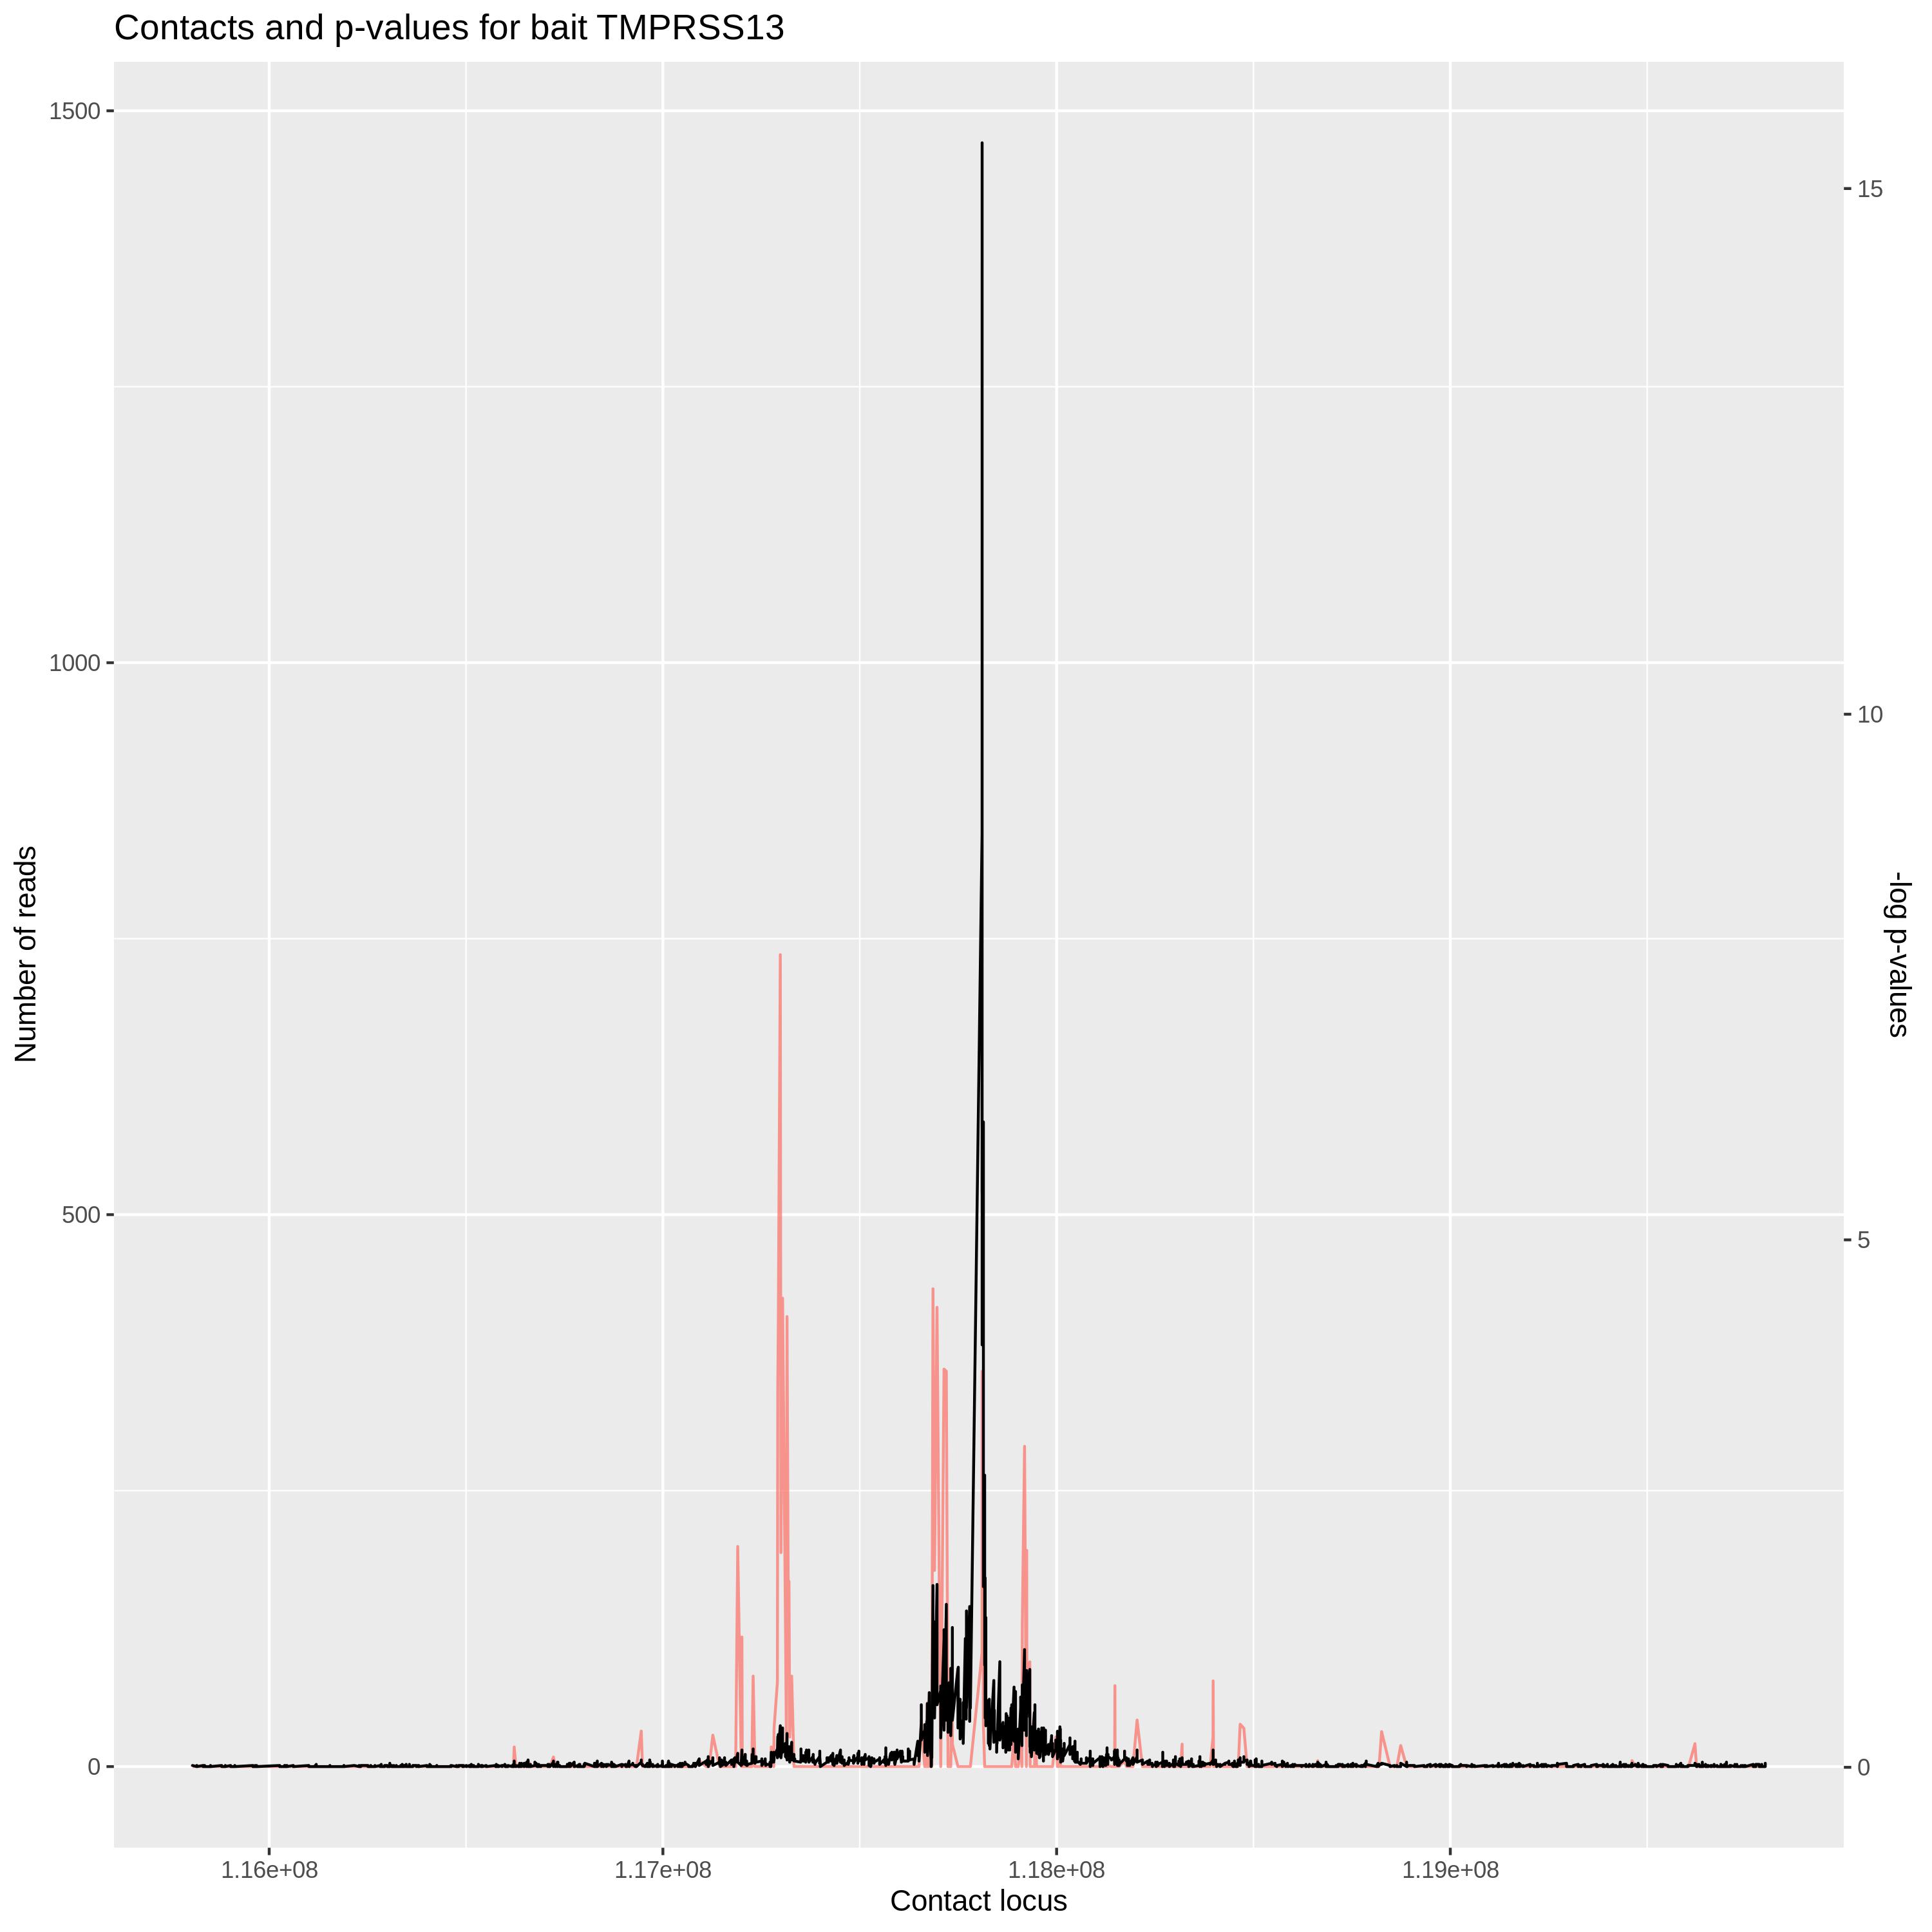 Contacts and p-values for bait TMPRSS13
1500
1000
500
0
Number of reads
15
10
5
0
-log p-values
1.16e+08
1.17e+08
1.18e+08
1.19e+08
Contact locus